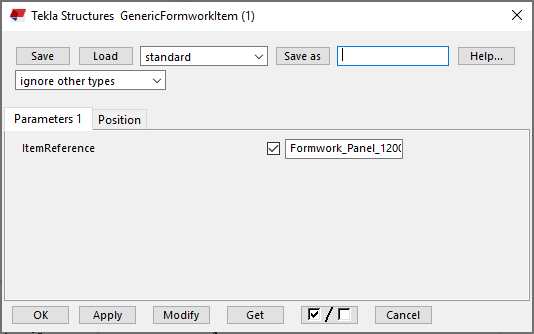 Tekla Structures GenericFormworkItem (1)
Save Load standard Save as Help...
ignore other types
Parameters 1 Position
ItemReference Formwork_Panel_1200
OK Apply Modify Get / Cancel